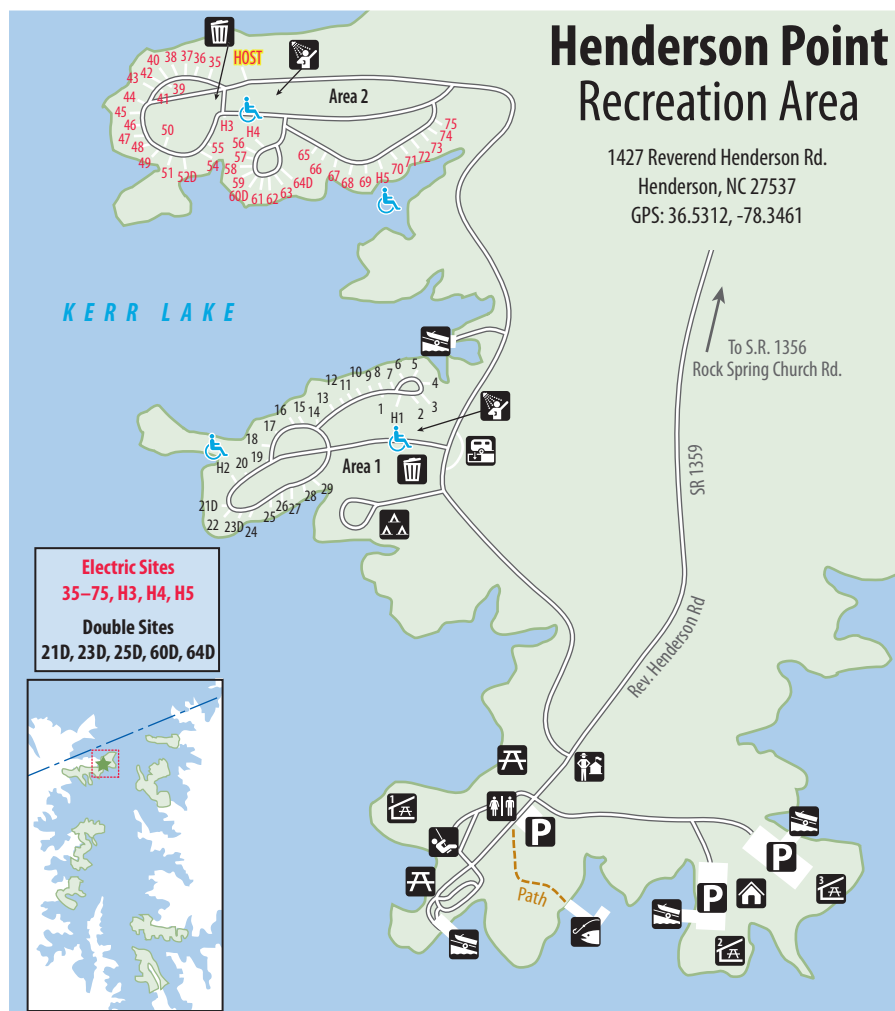 Henderson Point
Recreation Area
1427 Reverend Henderson Rd.
Henderson, NC 27537
GPS: 36.5312, -78.3461
HOST
Area 2
35
36
37
38
39
40
41
42
43
44
45
46
47
48
49
50
51
52D
54
55
H3
H4
56
57
58
59
60D
61
62
63
64D
65
66
67
68
69
H5
70
71
72
73
74
75
KERR LAKE
To S.R. 1356
Rock Spring Church Rd.
SR 1359
Rev. Henderson Rd
Area 1
1
2
3
4
5
6
7
8
9
10
11
12
13
14
15
16
17
18
19
20
H1
H2
21D
22
23D
24
25
26
27
28
29
Electric Sites
35–75, H3, H4, H5
Double Sites
21D, 23D, 25D, 60D, 64D
1
P
Path
P
P
2
3